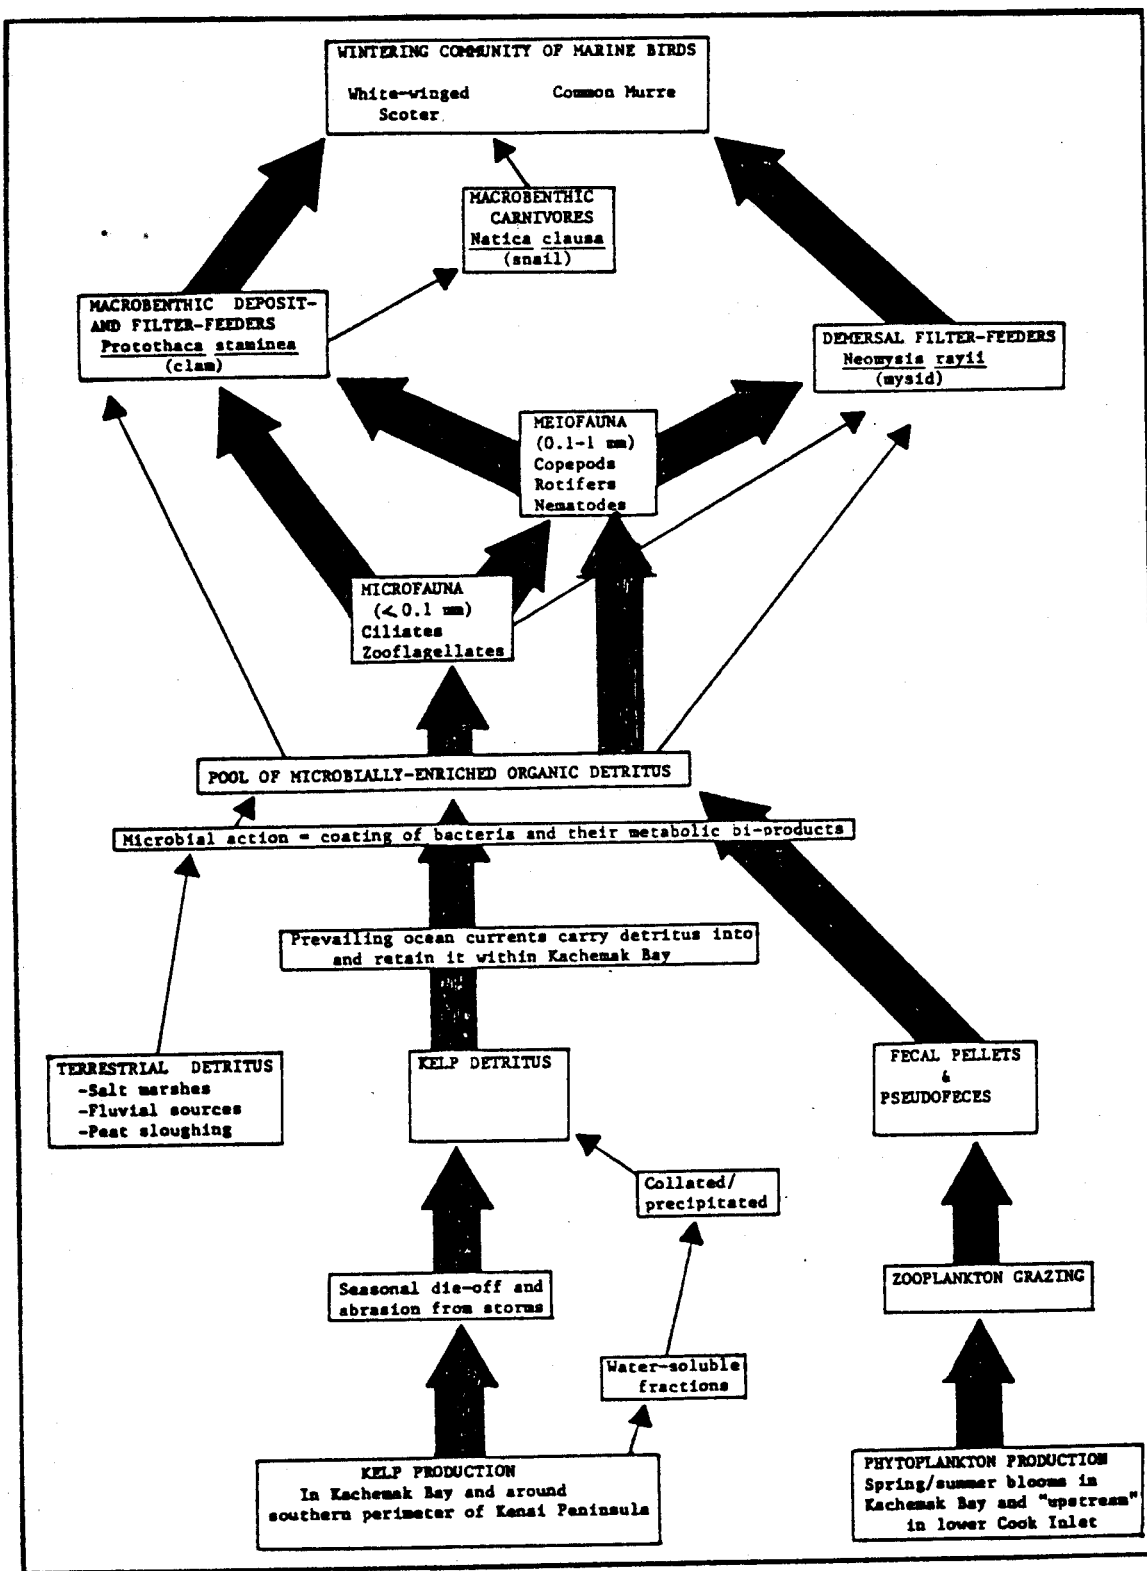 WINTERING COMMUNITY OF MARINE BIRDS
White-winged Common Murre
Scoter
MACROBENTHIC
CARNIVORES
Natica clausa
(snail)
MACROBENTHIC DEPOSIT-
AND FILTER-FEEDERS
Protothaca staminea
(clam)
DEMERSAL FILTER-FEEDERS
Neomysis rayii
(mysid)
MEIOFAUNA
(0.1-1 mm)
Copepods
Rotifers
Nematodes
MICROFAUNA
(< 0.1 mm)
Ciliates
Zooflagellates
POOL OF MICROBIALLY-ENRICHED ORGANIC DETRITUS
Microbial action = coating of bacteria and their metabolic bi-products
Prevailing ocean currents carry detritus into
and retain it within Kachemak Bay
TERRESTRIAL DETRITUS
-Salt marshes
-Fluvial sources
-Peat sloughing
KELP DETRITUS
FECAL PELLETS
&
PSEUDOFECES
Collated/
precipitated
Seasonal die-off and
abrasion from storms
ZOOPLANKTON GRAZING
Water-soluble
fractions
KELP PRODUCTION
In Kachemak Bay and around
southern perimeter of Kenai Peninsula
PHYTOPLANKTON PRODUCTION
Spring/summer blooms in
Kachemak Bay and "upstream"
in lower Cook Inlet